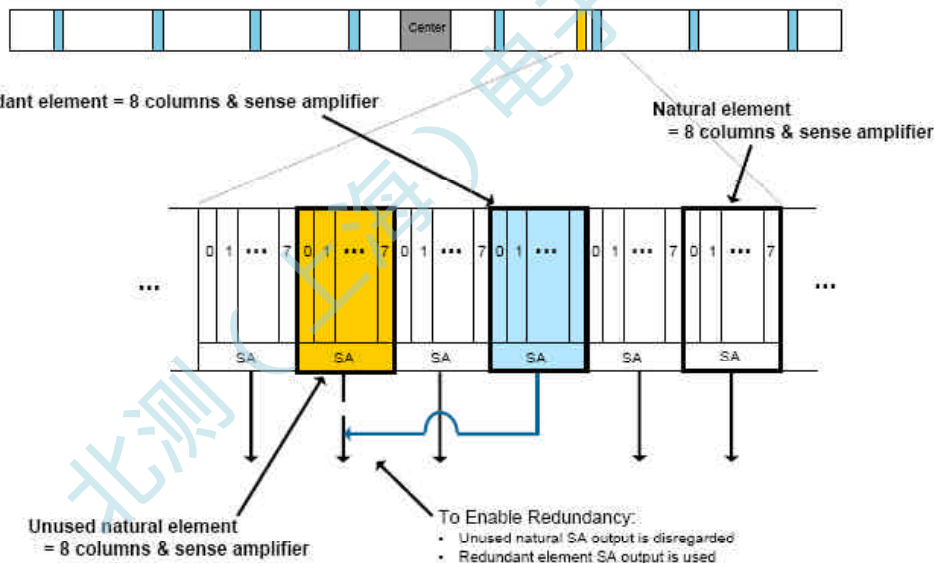 Center
dant element = 8 columns & sense amplifier
Natural element
= 8 columns & sense amplifier
0 1 ... 7 0 1 ... 7 0 1 ... 7 0 1 ... 0 1 ... 7 0 1 ... 7
... ...
SA SA SA SA SA SA
Unused natural element
= 8 columns & sense amplifier
To Enable Redundancy:
• Unused natural SA output is disregarded
• Redundant element SA output is used
北测（上海）电子